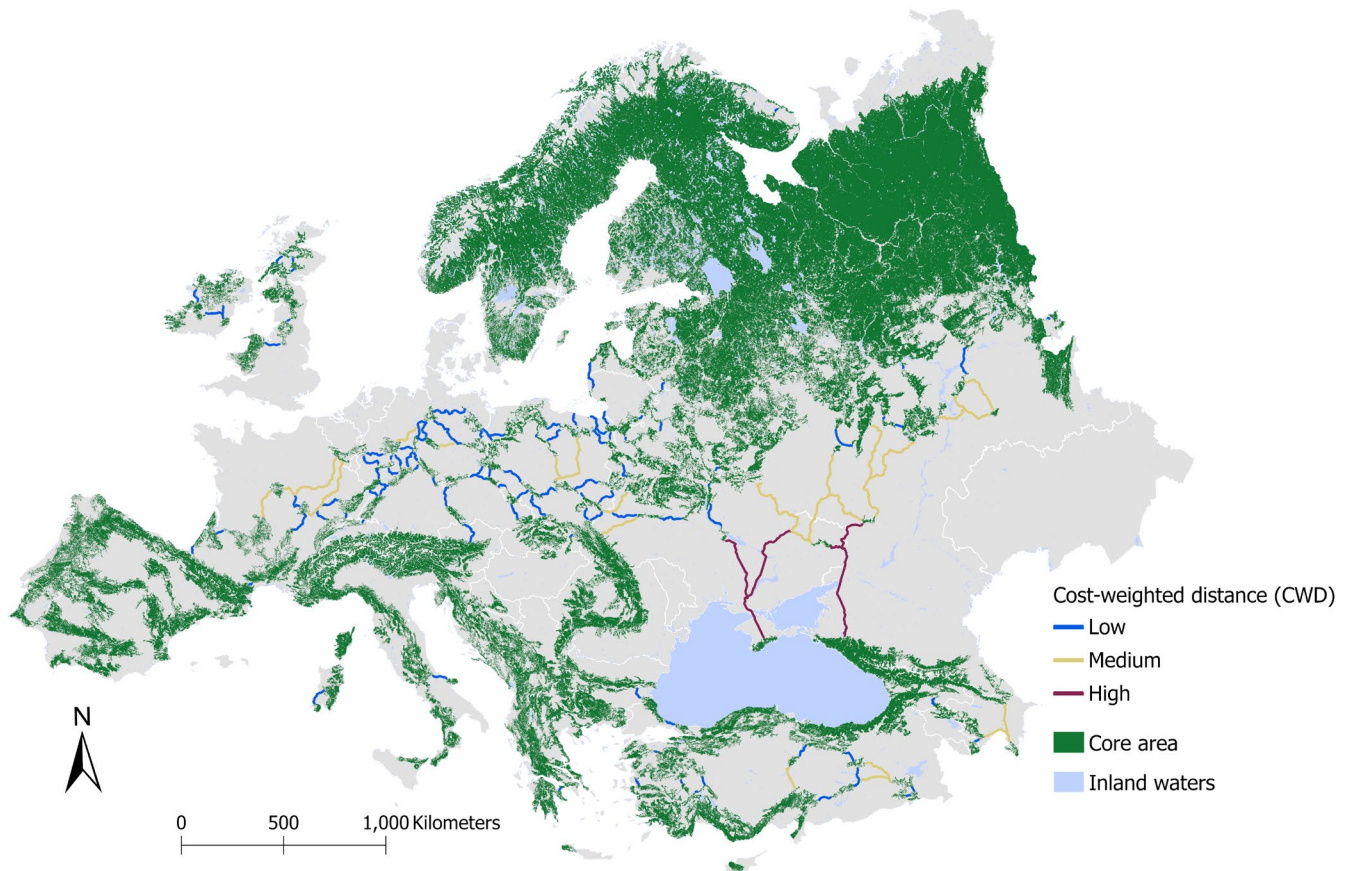 Cost-weighted distance (CWD)
Low
Medium
High
Core area
Inland waters
N
0 500 1,000 Kilometers